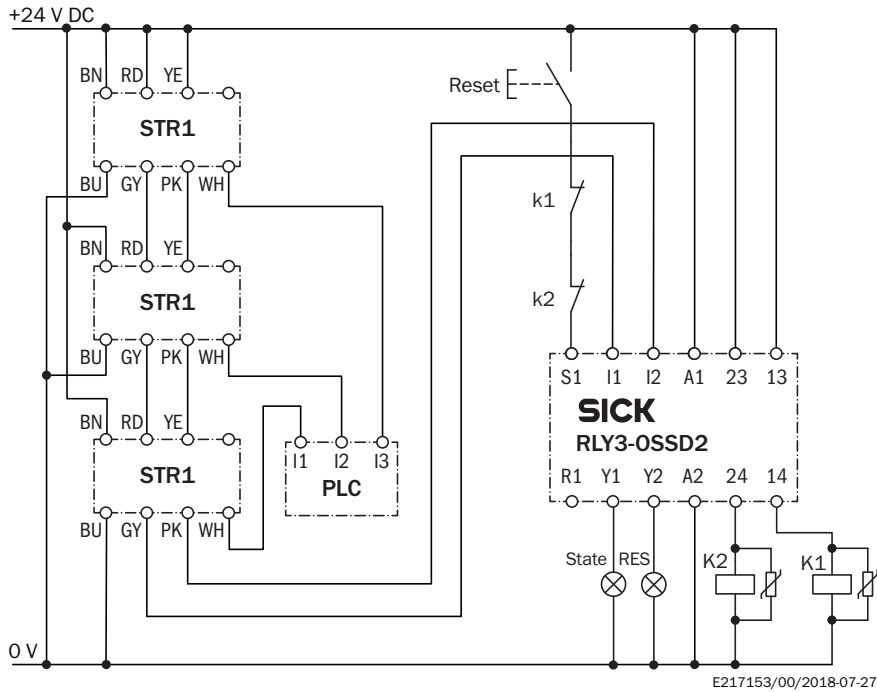 +24 V DC
BN RD YE
STR1
BU GY PK WH
BN RD YE
STR1
BU GY PK WH
BN RD YE
STR1
BU GY PK WH
I1 I2 I3
PLC
Reset
k1
k2
S1 I1 I2 A1 23 13
SICK
RLY3-OSSD2
R1 Y1 Y2 A2 24 14
State RES
K2
K1
0 V
E217153/00/2018-07-27